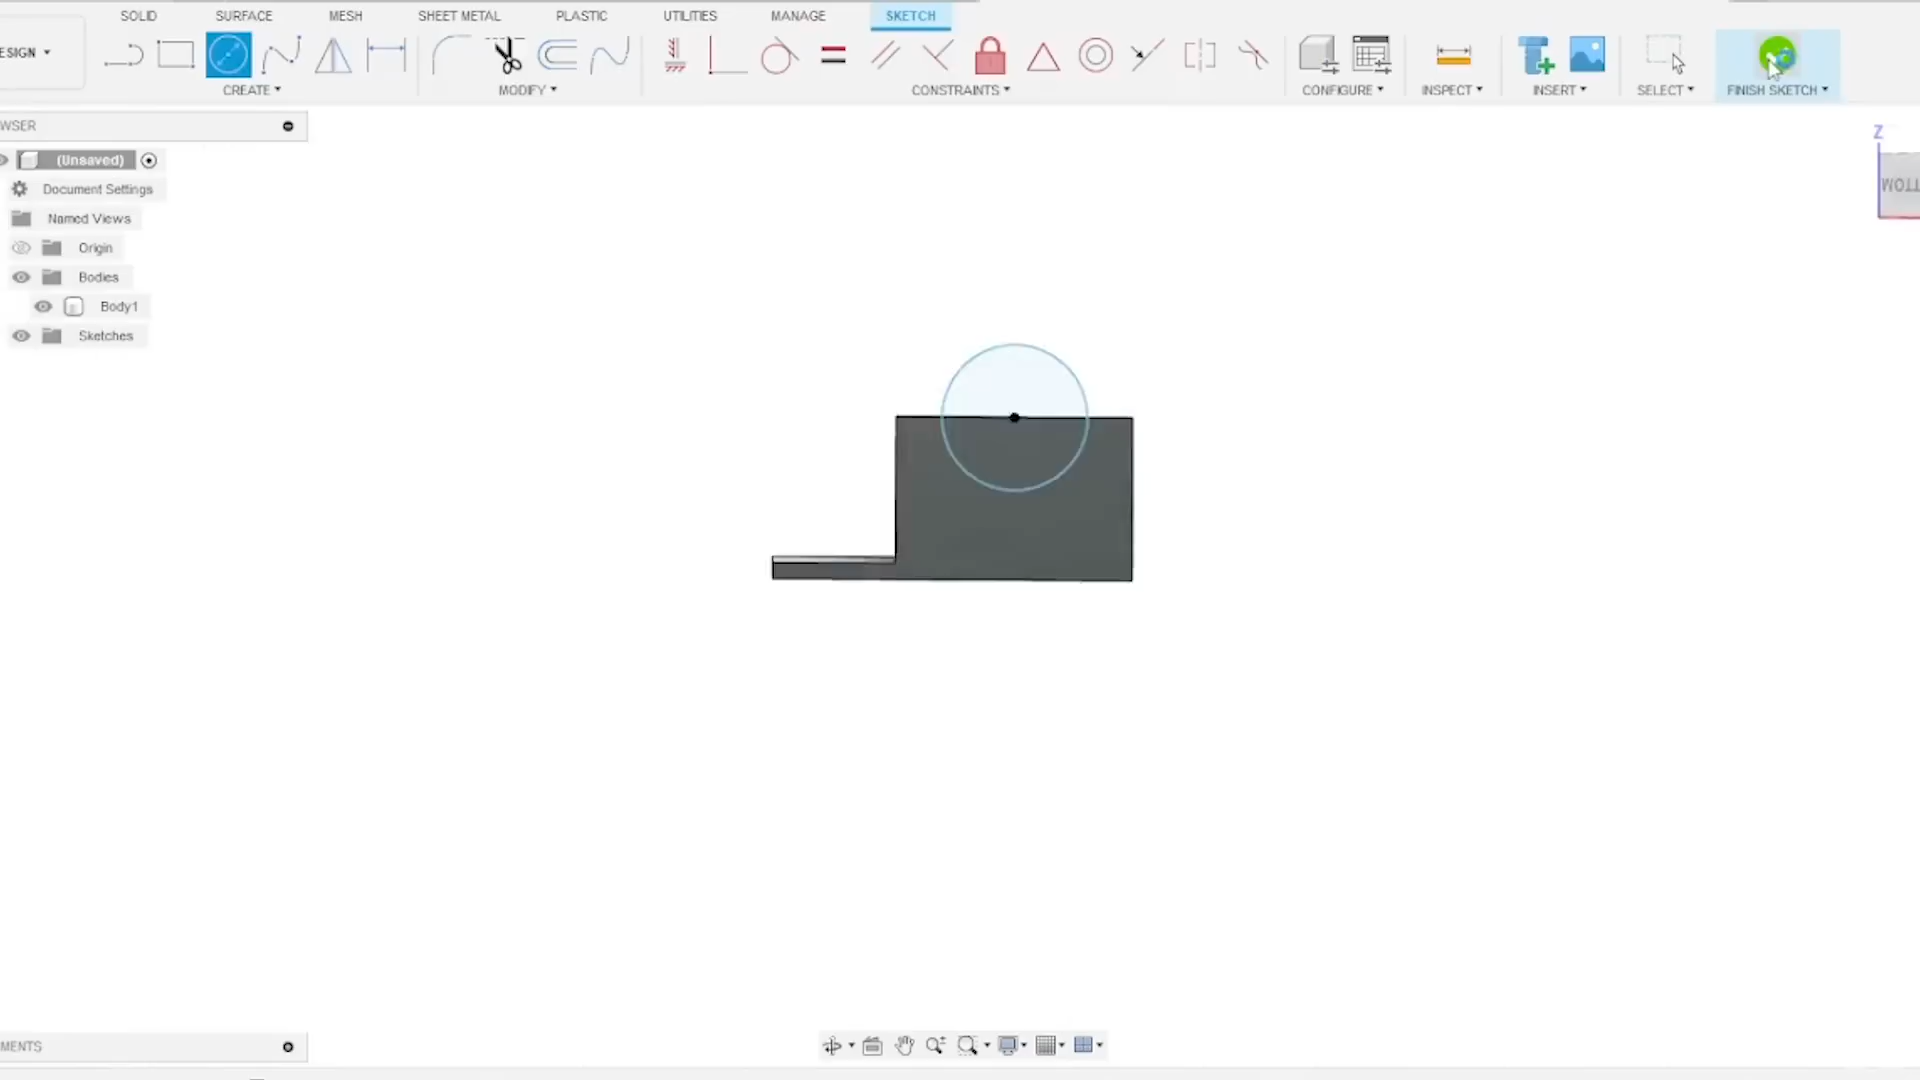 SOLID SURFACE MESH SHEET METAL PLASTIC UTILITIES MANAGE SKETCH
ESIGN
CREATE MODIFY CONSTRAINTS CONFIGURE INSPECT INSERT SELECT FINISH SKETCH
WSER
(Unsaved)
Document Settings
Named Views
Origin
Bodies
Body1
Sketches
Z
TTOM
MENTS